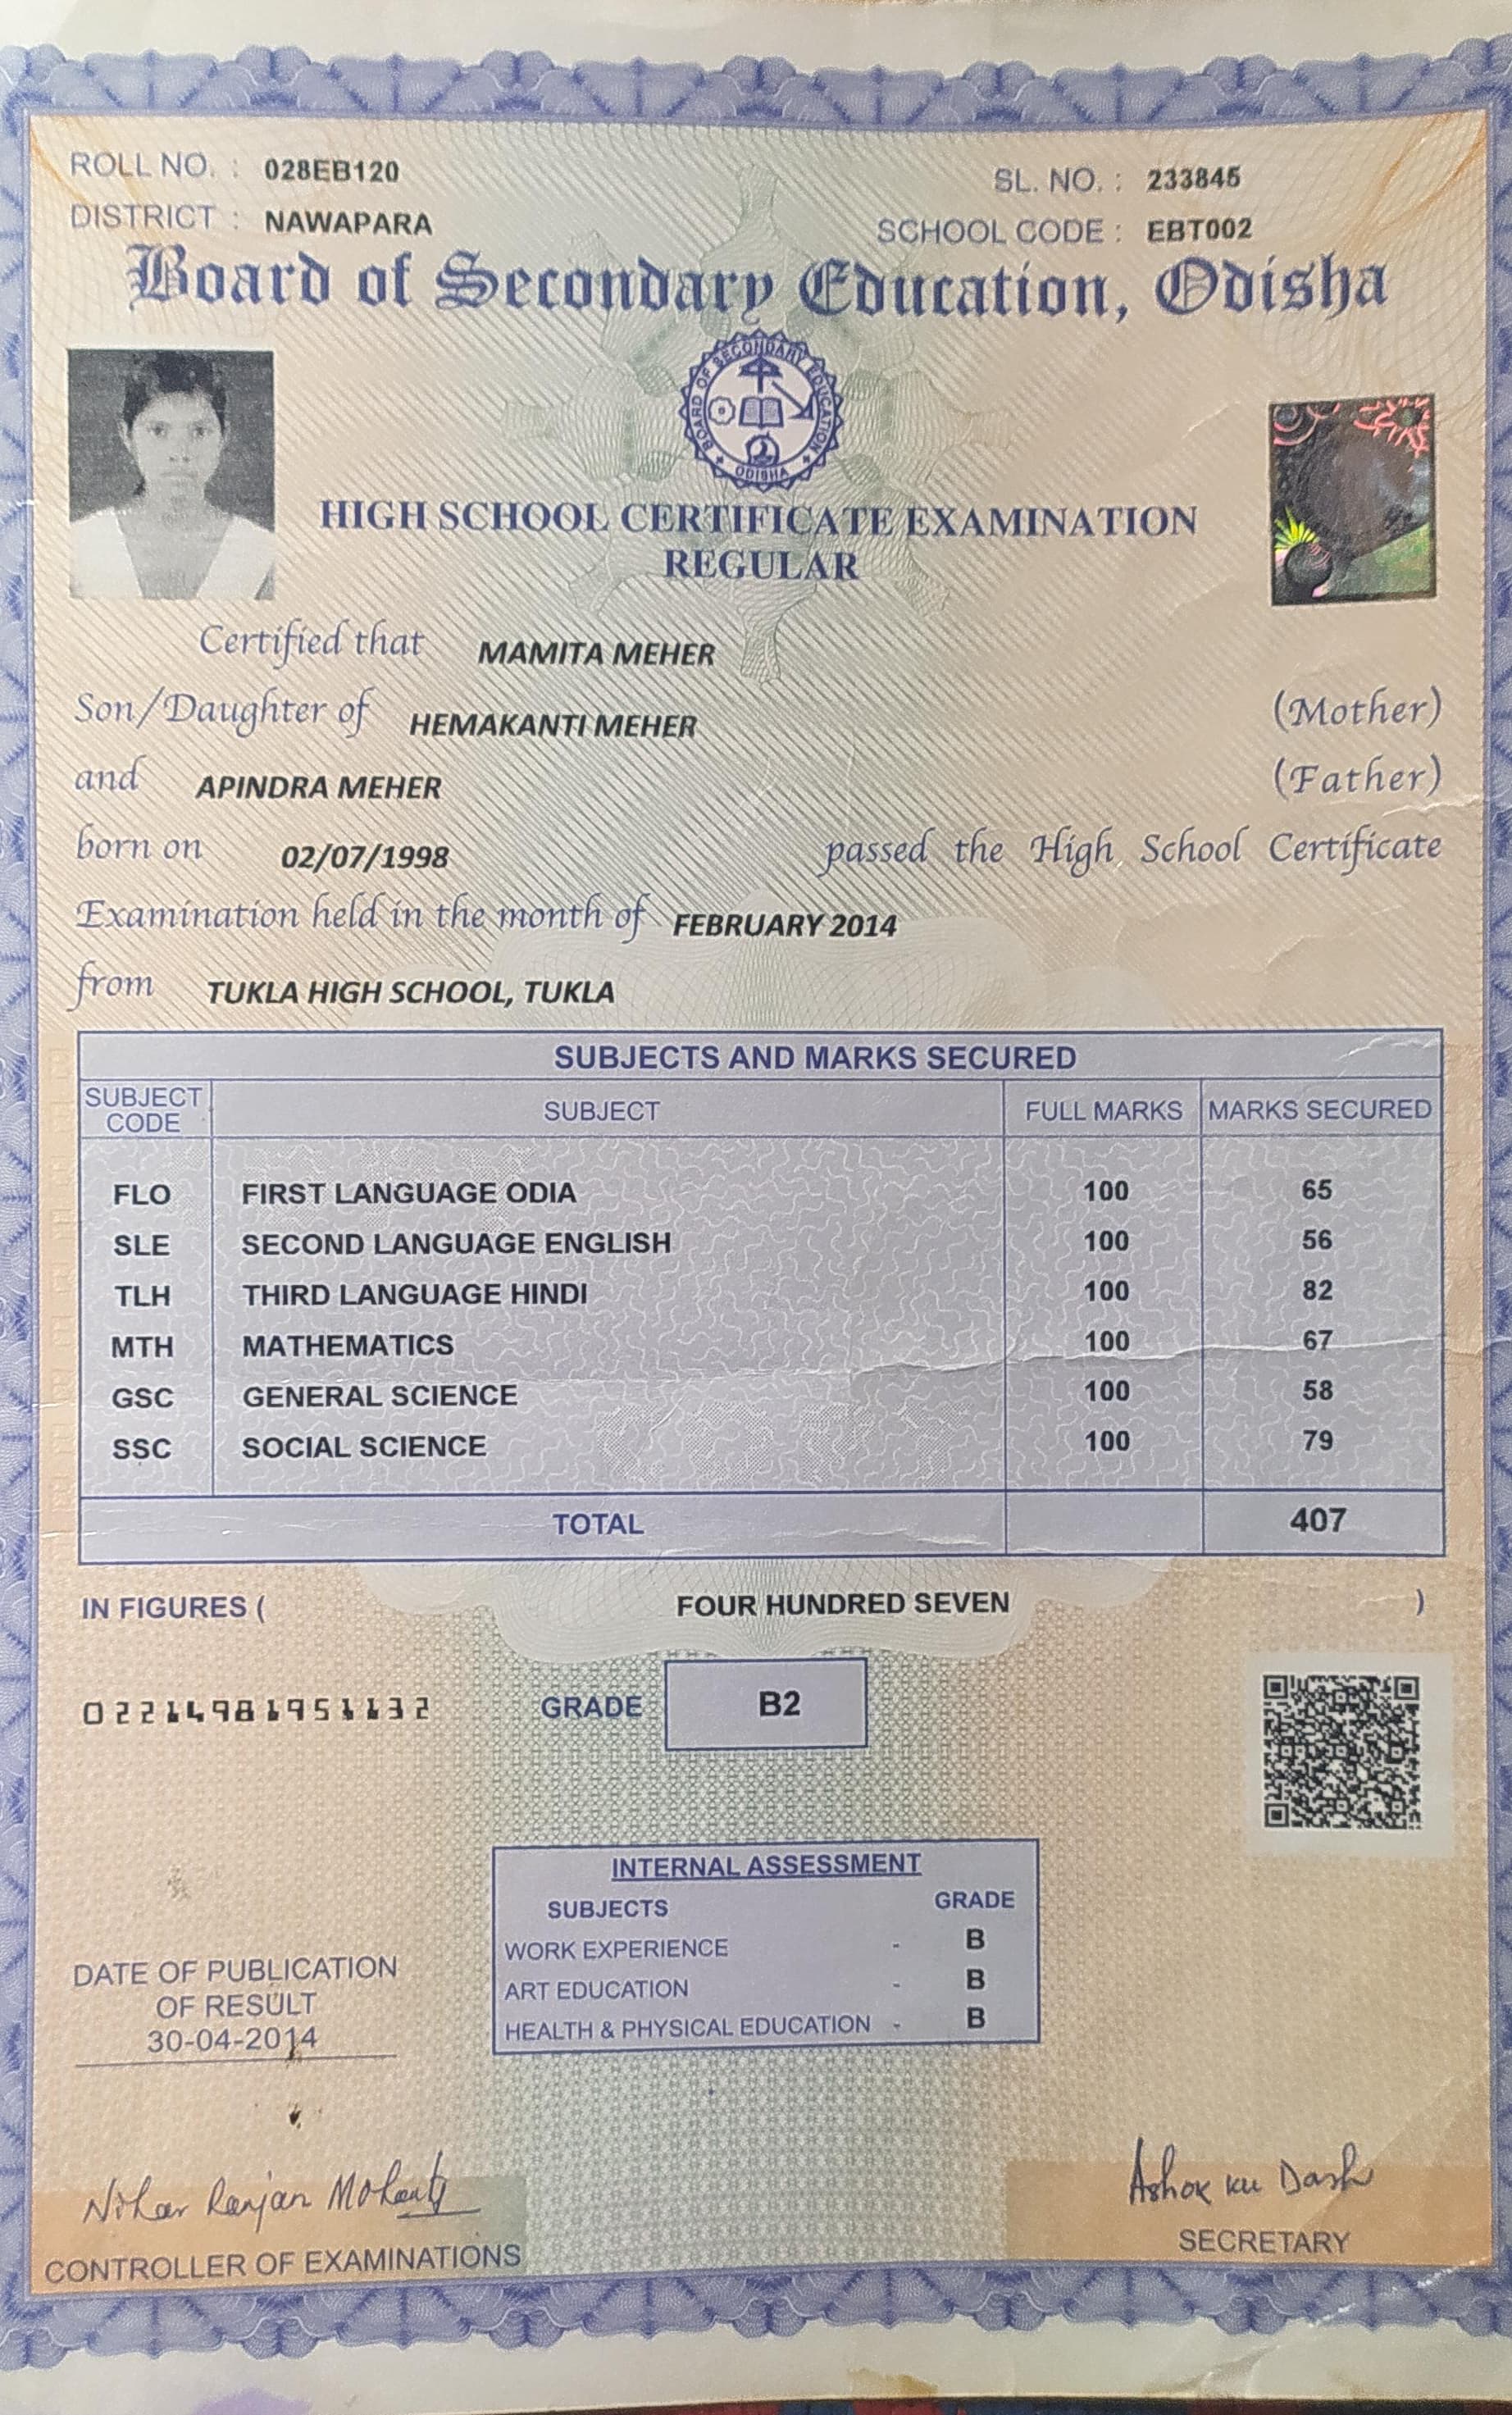 ROLL NO. : 028EB120 SL. NO. : 233845
DISTRICT : NAWAPARA SCHOOL CODE : EBT002
Board of Secondary Education, Odisha
BOARD OF SECONDARY EDUCATION
ODISHA
HIGH SCHOOL CERTIFICATE EXAMINATION
REGULAR
Certified that MAMITA MEHER
Son/Daughter of HEMAKANTI MEHER (Mother)
and APINDRA MEHER (Father)
born on 02/07/1998 passed the High School Certificate
Examination held in the month of FEBRUARY 2014
from TUKLA HIGH SCHOOL, TUKLA
SUBJECTS AND MARKS SECURED
SUBJECT CODE SUBJECT FULL MARKS MARKS SECURED
FLO FIRST LANGUAGE ODIA 100 65
SLE SECOND LANGUAGE ENGLISH 100 56
TLH THIRD LANGUAGE HINDI 100 82
MTH MATHEMATICS 100 67
GSC GENERAL SCIENCE 100 58
SSC SOCIAL SCIENCE 100 79
TOTAL 407
IN FIGURES ( FOUR HUNDRED SEVEN )
02214981951132 GRADE B2
INTERNAL ASSESSMENT
SUBJECTS GRADE
WORK EXPERIENCE - B
ART EDUCATION - B
HEALTH & PHYSICAL EDUCATION - B
DATE OF PUBLICATION
OF RESULT
30-04-2014
Nihar Ranjan Mohanty Ashok ku Dash
CONTROLLER OF EXAMINATIONS SECRETARY